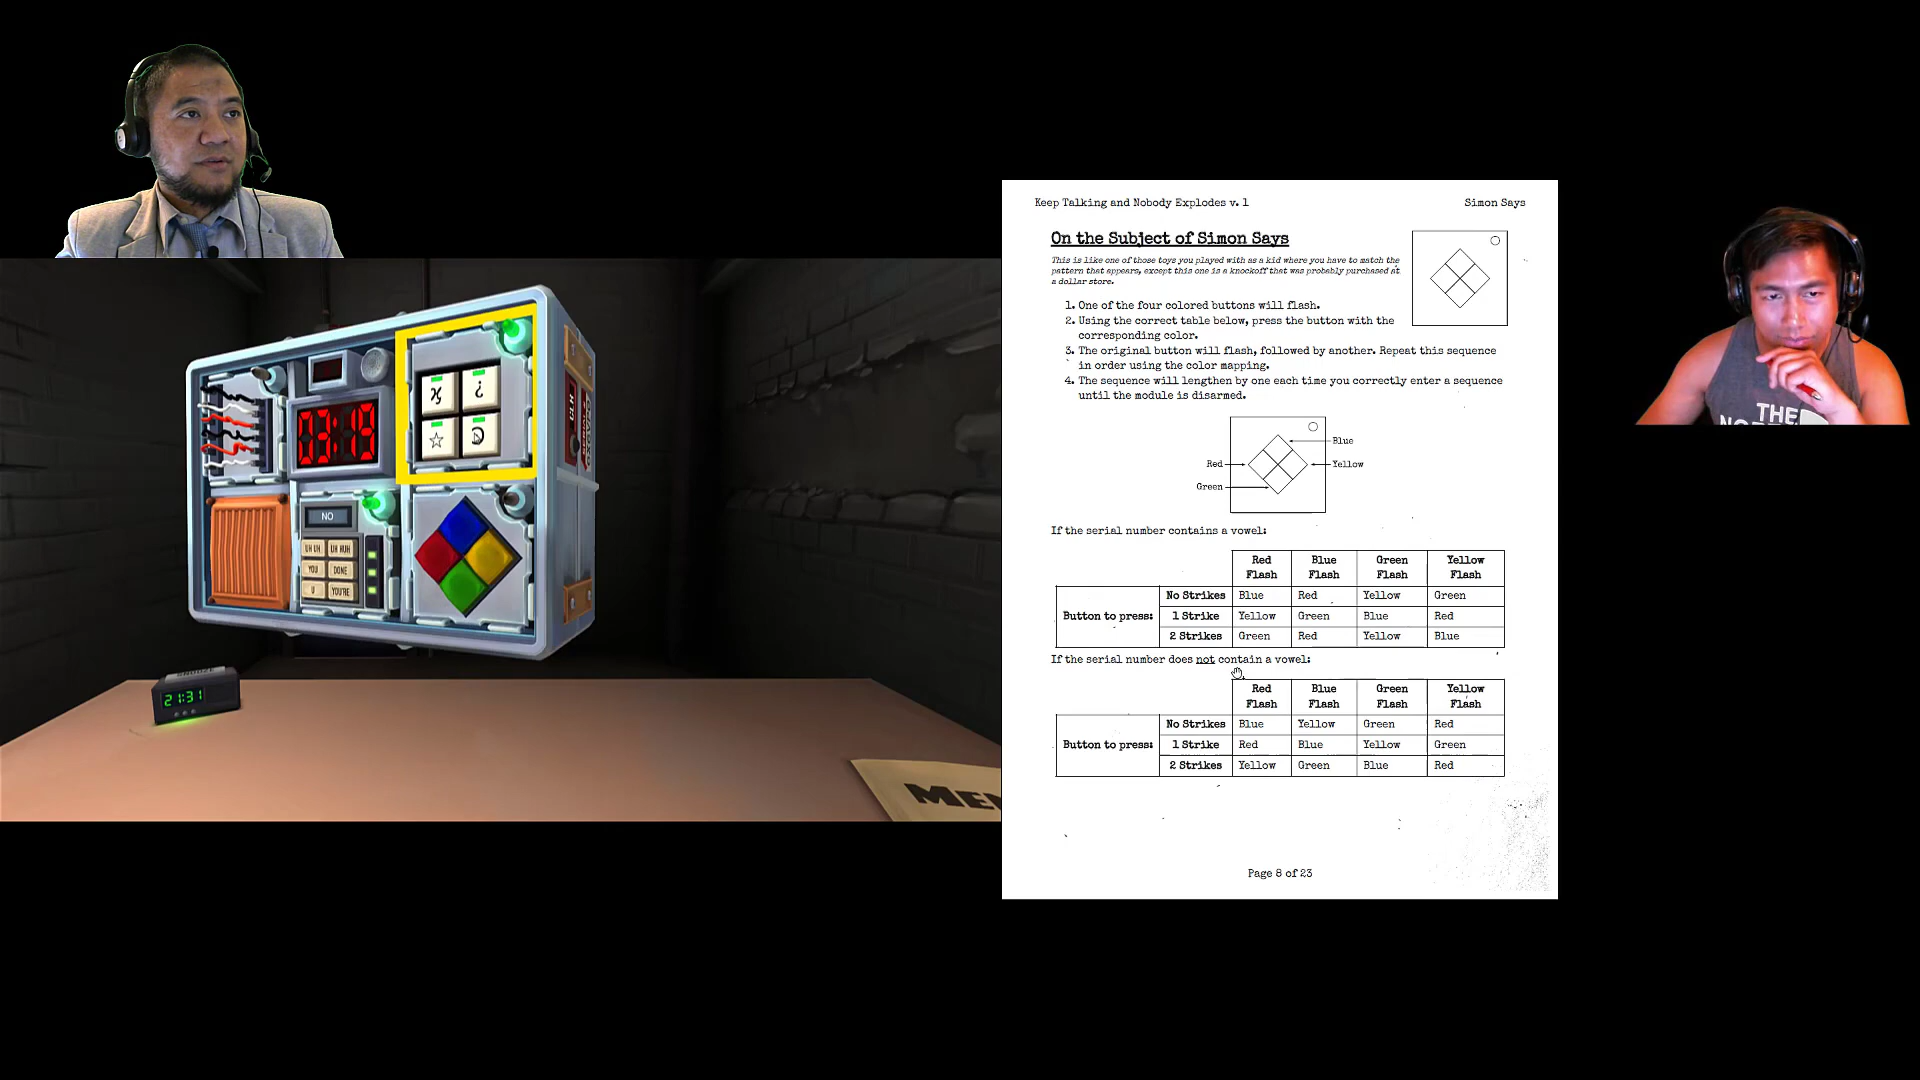 03:19
NO
UH UH
UH HUH
YOU
DONE
U
YOU'RE
21:31
Keep Talking and Nobody Explodes v. 1
Simon Says
On the Subject of Simon Says
This is like one of those toys you played with as a kid where you have to match the
pattern that appears, except this one is a knockoff that was probably purchased at
a dollar store.
1. One of the four colored buttons will flash.
2. Using the correct table below, press the button with the
corresponding color.
3. The original button will flash, followed by another. Repeat this sequence
in order using the color mapping.
4. The sequence will lengthen by one each time you correctly enter a sequence
until the module is disarmed.
Blue
Red
Yellow
Green
If the serial number contains a vowel:
Red Flash
Blue Flash
Green Flash
Yellow Flash
Button to press:
No Strikes Blue Red Yellow Green
1 Strike Yellow Green Blue Red
2 Strikes Green Red Yellow Blue
If the serial number does not contain a vowel:
Red Flash
Blue Flash
Green Flash
Yellow Flash
Button to press:
No Strikes Blue Yellow Green Red
1 Strike Red Blue Yellow Green
2 Strikes Yellow Green Blue Red
Page 8 of 23
THE